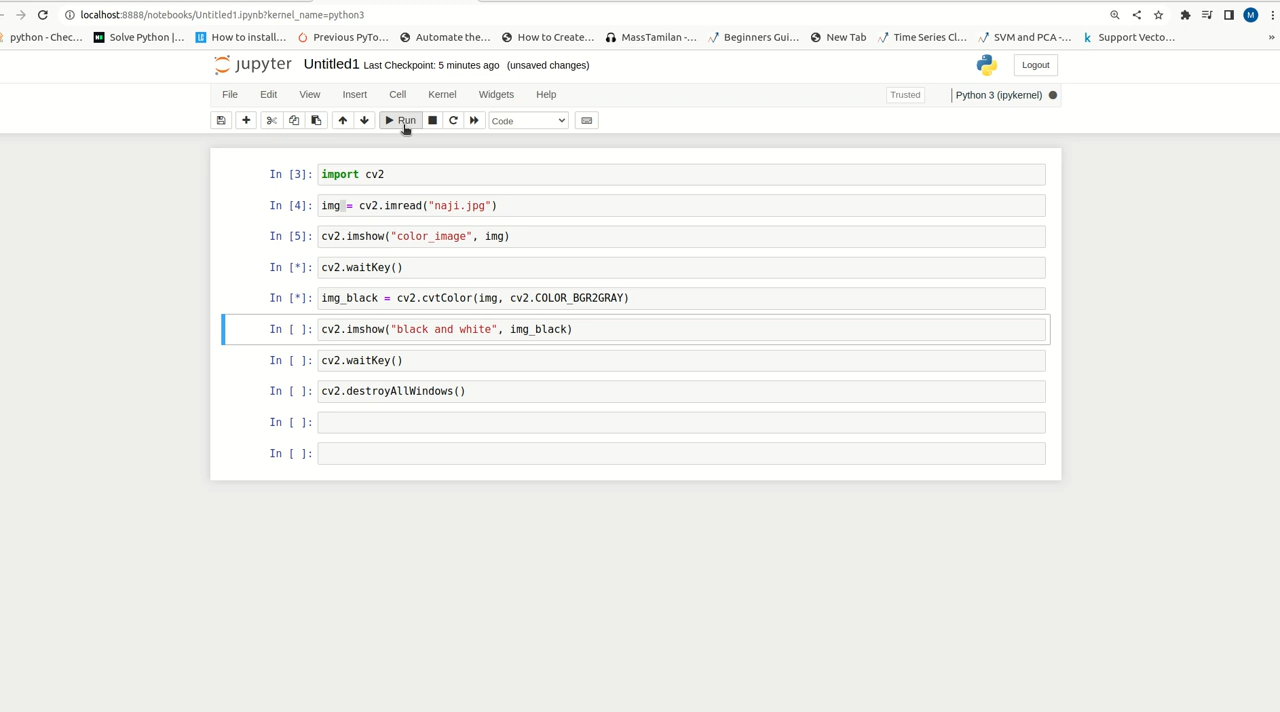 localhost:8888/notebooks/Untitled1.ipynb?kernel_name=python3
M
python - Chec... Solve Python |... How to install... Previous PyTo... Automate the... How to Create... MassTamilan -... Beginners Gui... New Tab Time Series Cl... SVM and PCA -... Support Vecto... »
jupyter Untitled1 Last Checkpoint: 5 minutes ago (unsaved changes) Logout
File Edit View Insert Cell Kernel Widgets Help Trusted Python 3 (ipykernel)
Run Code
In [3]: import cv2
In [4]: img = cv2.imread("naji.jpg")
In [5]: cv2.imshow("color_image", img)
In [*]: cv2.waitKey()
In [*]: img_black = cv2.cvtColor(img, cv2.COLOR_BGR2GRAY)
In [ ]: cv2.imshow("black and white", img_black)
In [ ]: cv2.waitKey()
In [ ]: cv2.destroyAllWindows()
In [ ]:
In [ ]: